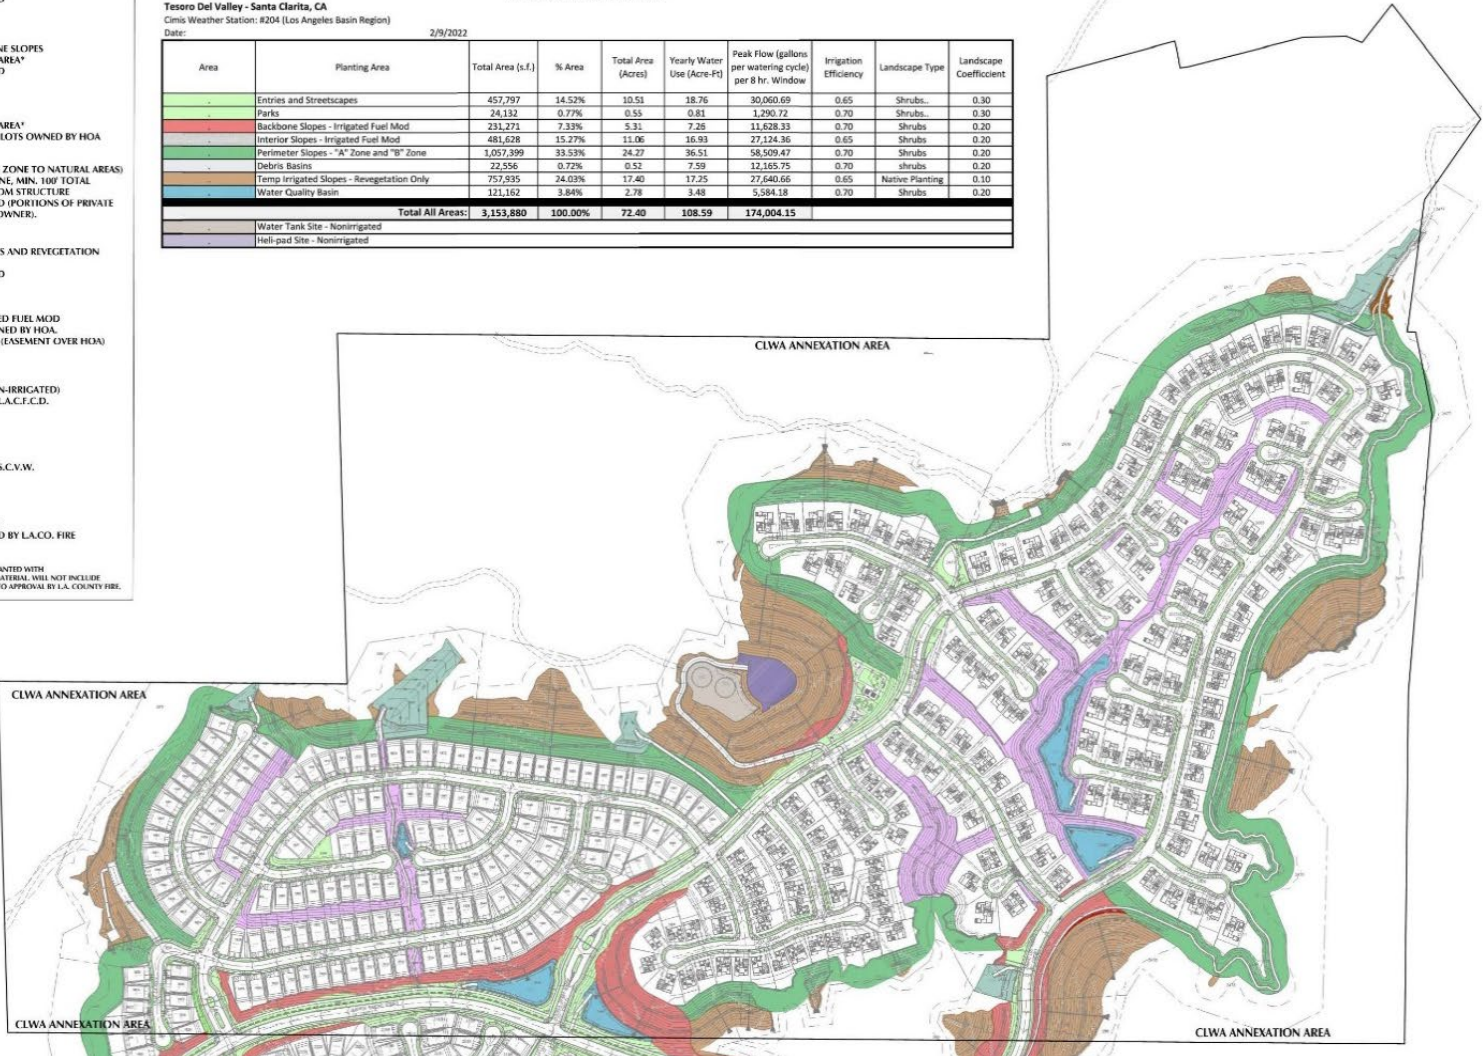 Tesoro Del Valley - Santa Clarita, CA
Cimis Weather Station: #204 (Los Angeles Basin Region)
Date: 2/9/2022
Area Planting Area Total Area (s.f.) % Area Total Area (Acres) Yearly Water Use (Acre-Ft) Peak Flow (gallons per watering cycle) per 8 hr. Window Irrigation Efficiency Landscape Type Landscape Coefficcient
Entries and Streetscapes 457,797 14.52% 10.51 18.76 30,060.69 0.65 Shrubs.. 0.30
Parks 24,132 0.77% 0.55 0.81 1,290.72 0.70 Shrubs.. 0.30
Backbone Slopes - Irrigated Fuel Mod 231,271 7.33% 5.31 7.26 11,628.33 0.70 Shrubs 0.20
Interior Slopes - Irrigated Fuel Mod 481,628 15.27% 11.06 16.93 27,124.36 0.65 Shrubs 0.20
Perimeter Slopes - "A" Zone and "B" Zone 1,057,399 33.53% 24.27 36.51 58,509.47 0.70 Shrubs 0.20
Debris Basins 22,556 0.72% 0.52 7.59 12,165.75 0.70 shrubs 0.20
Temp Irrigated Slopes - Revegetation Only 757,935 24.03% 17.40 17.25 27,640.66 0.65 Native Planting 0.10
Water Quality Basin 121,162 3.84% 2.78 3.48 5,584.18 0.70 Shrubs 0.20
Total All Areas: 3,153,880 100.00% 72.40 108.59 174,004.15
Water Tank Site - Nonirrigated
Heli-pad Site - Nonirrigated
NE SLOPES
AREA*
D
AREA*
LOTS OWNED BY HOA
ZONE TO NATURAL AREAS)
NE, MIN. 100' TOTAL
OM STRUCTURE
D (PORTIONS OF PRIVATE
OWNER).
S AND REVEGETATION
D
ED FUEL MOD
NED BY HOA.
(EASEMENT OVER HOA)
N-IRRIGATED)
L.A.C.F.C.D.
S.C.V.W.
D BY L.A.CO. FIRE
ANTED WITH
MATERIAL. WILL NOT INCLUDE
TO APPROVAL BY L.A. COUNTY FIRE.
CLWA ANNEXATION AREA
CLWA ANNEXATION AREA
CLWA ANNEXATION AREA
CLWA ANNEXATION AREA